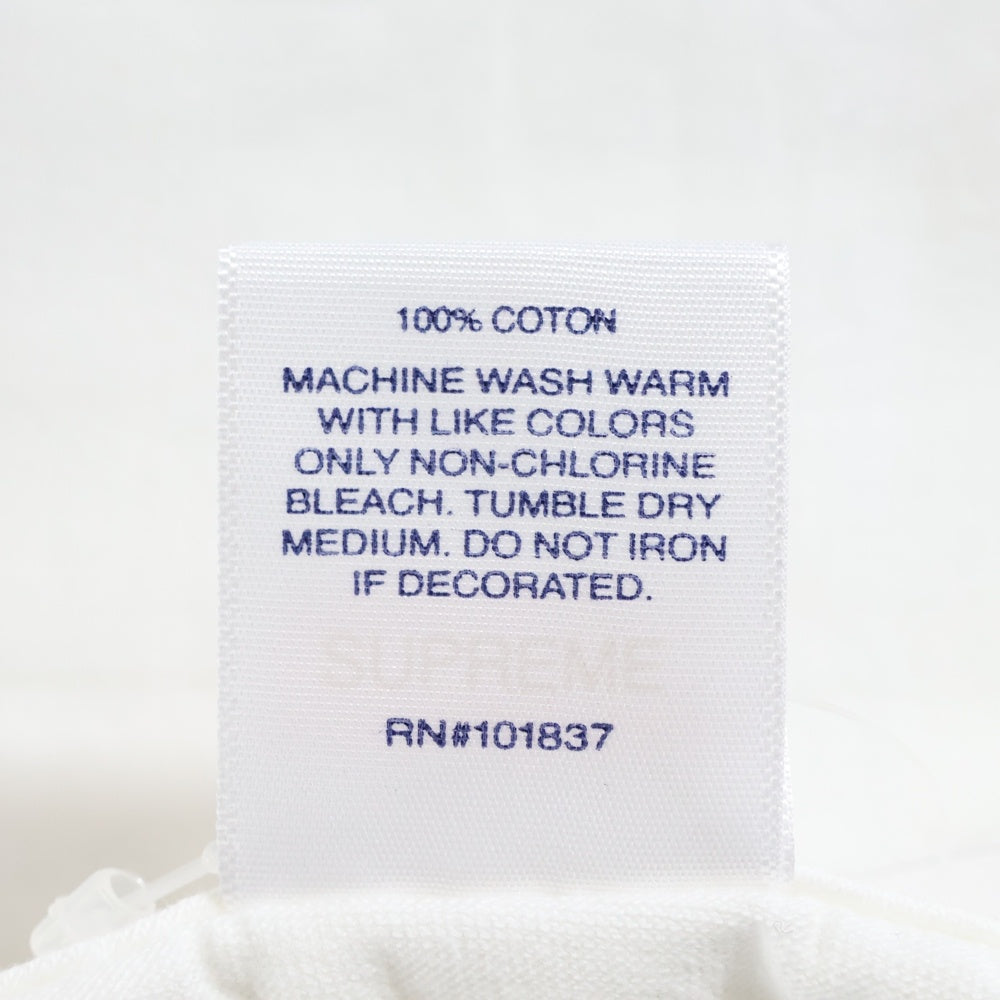 100% COTON
MACHINE WASH WARM
WITH LIKE COLORS
ONLY NON-CHLORINE
BLEACH. TUMBLE DRY
MEDIUM. DO NOT IRON
IF DECORATED.
SUPREME
RN#101837